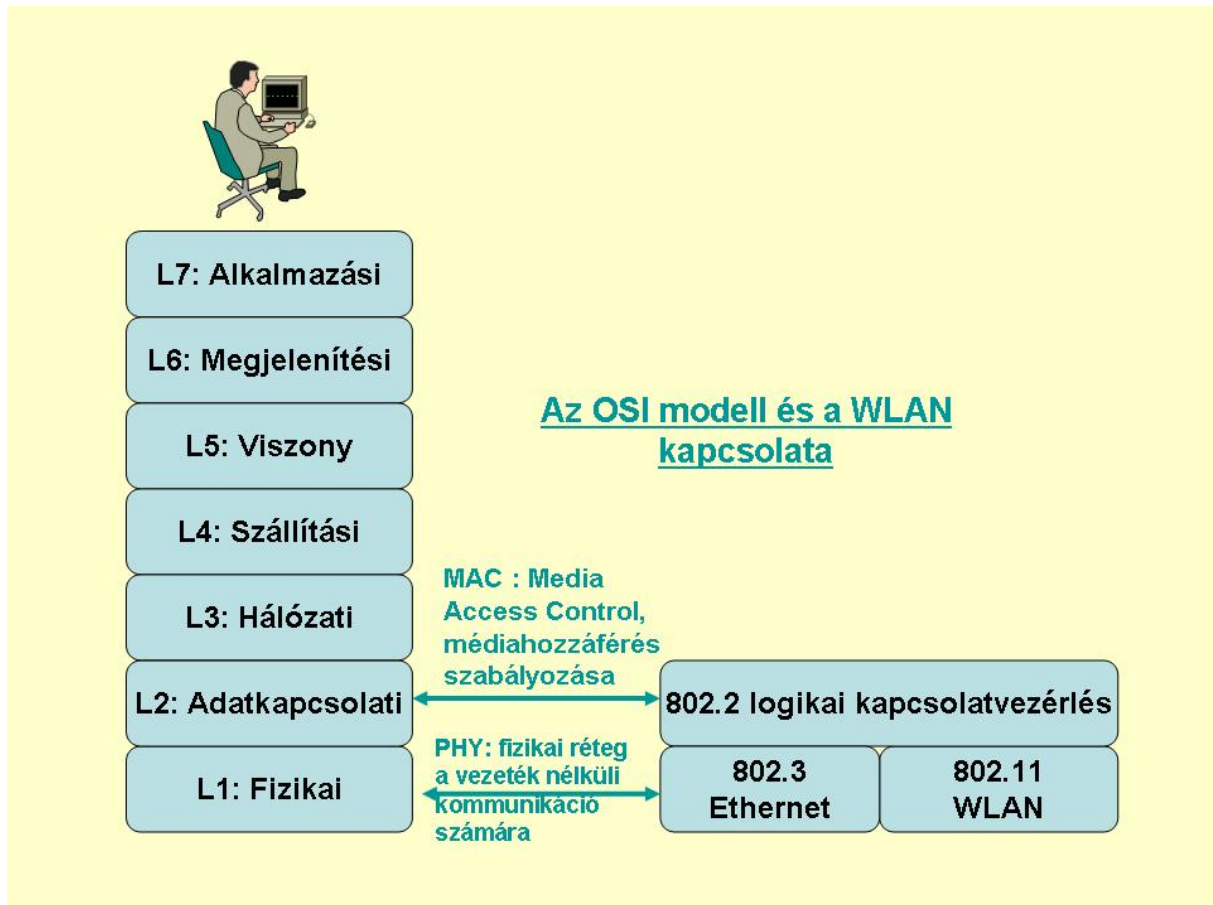 L7: Alkalmazási
L6: Megjelenítési
L5: Viszony
L4: Szállítási
L3: Hálózati
L2: Adatkapcsolati
L1: Fizikai
Az OSI modell és a WLAN
kapcsolata
MAC : Media
Access Control,
médiahozzáférés
szabályozása
PHY: fizikai réteg
a vezeték nélküli
kommunikáció
számára
802.2 logikai kapcsolatvezérlés
802.3
Ethernet
802.11
WLAN